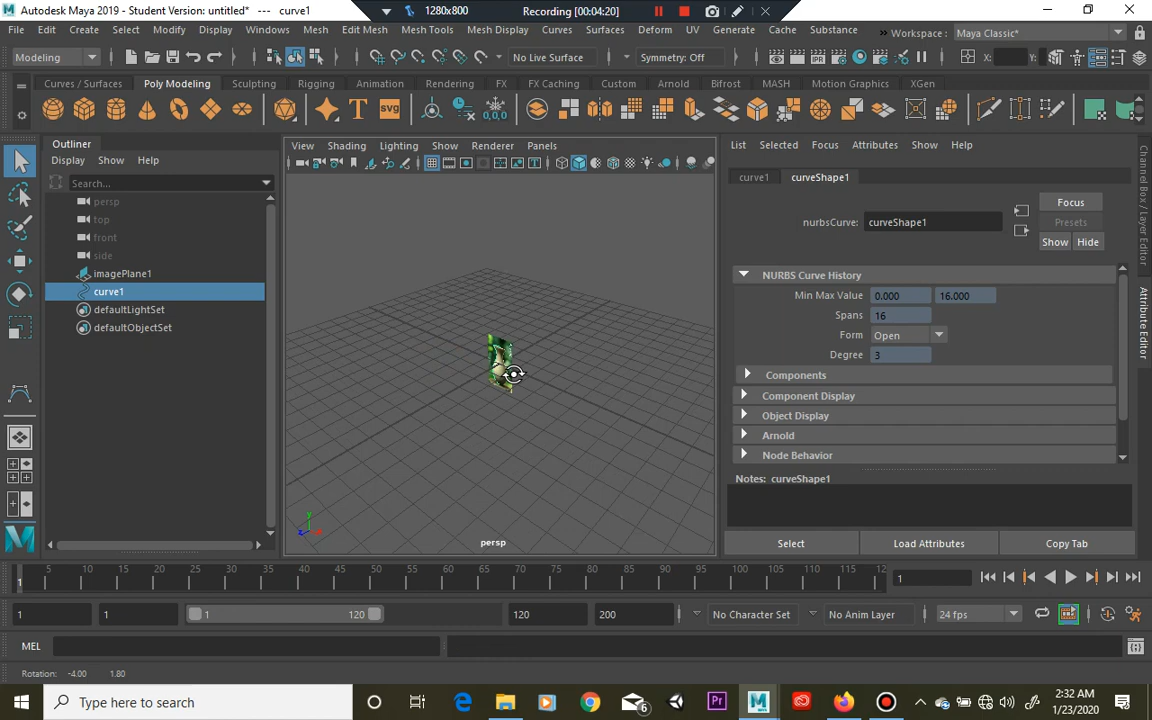 Autodesk Maya 2019 - Student Version: untitled*   ---   curve1
1280x800
Recording [00:04:20]
File Edit Create Select Modify Display Windows Mesh Edit Mesh Mesh Tools Mesh Display Curves Surfaces Deform UV Generate Cache Substance
Workspace: Maya Classic*
Modeling
No Live Surface
Symmetry: Off
X:
Y:
Curves / Surfaces Poly Modeling Sculpting Rigging Animation Rendering FX FX Caching Custom Arnold Bifrost MASH Motion Graphics XGen
T
SVG
0,0,0
Outliner
Display Show Help
Search...
persp
top
front
side
imagePlane1
curve1
defaultLightSet
defaultObjectSet
View Shading Lighting Show Renderer Panels
y
z
persp
List Selected Focus Attributes Show Help
curve1 curveShape1
nurbsCurve: curveShape1
Focus
Presets
Show Hide
NURBS Curve History
Min Max Value 0.000 16.000
Spans 16
Form Open
Degree 3
Components
Component Display
Object Display
Arnold
Node Behavior
Notes: curveShape1
Select Load Attributes Copy Tab
Channel Box / Layer Editor
Attribute Editor
5 10 15 20 25 30 35 40 45 50 55 60 65 70 75 80 85 90 95 100 105 110 115 12
1
1
1 1 1 120 120 200 No Character Set No Anim Layer 24 fps
MEL
Rotation: -4.00 1.80
Type here to search
6
Pr
2:32 AM
1/23/2020